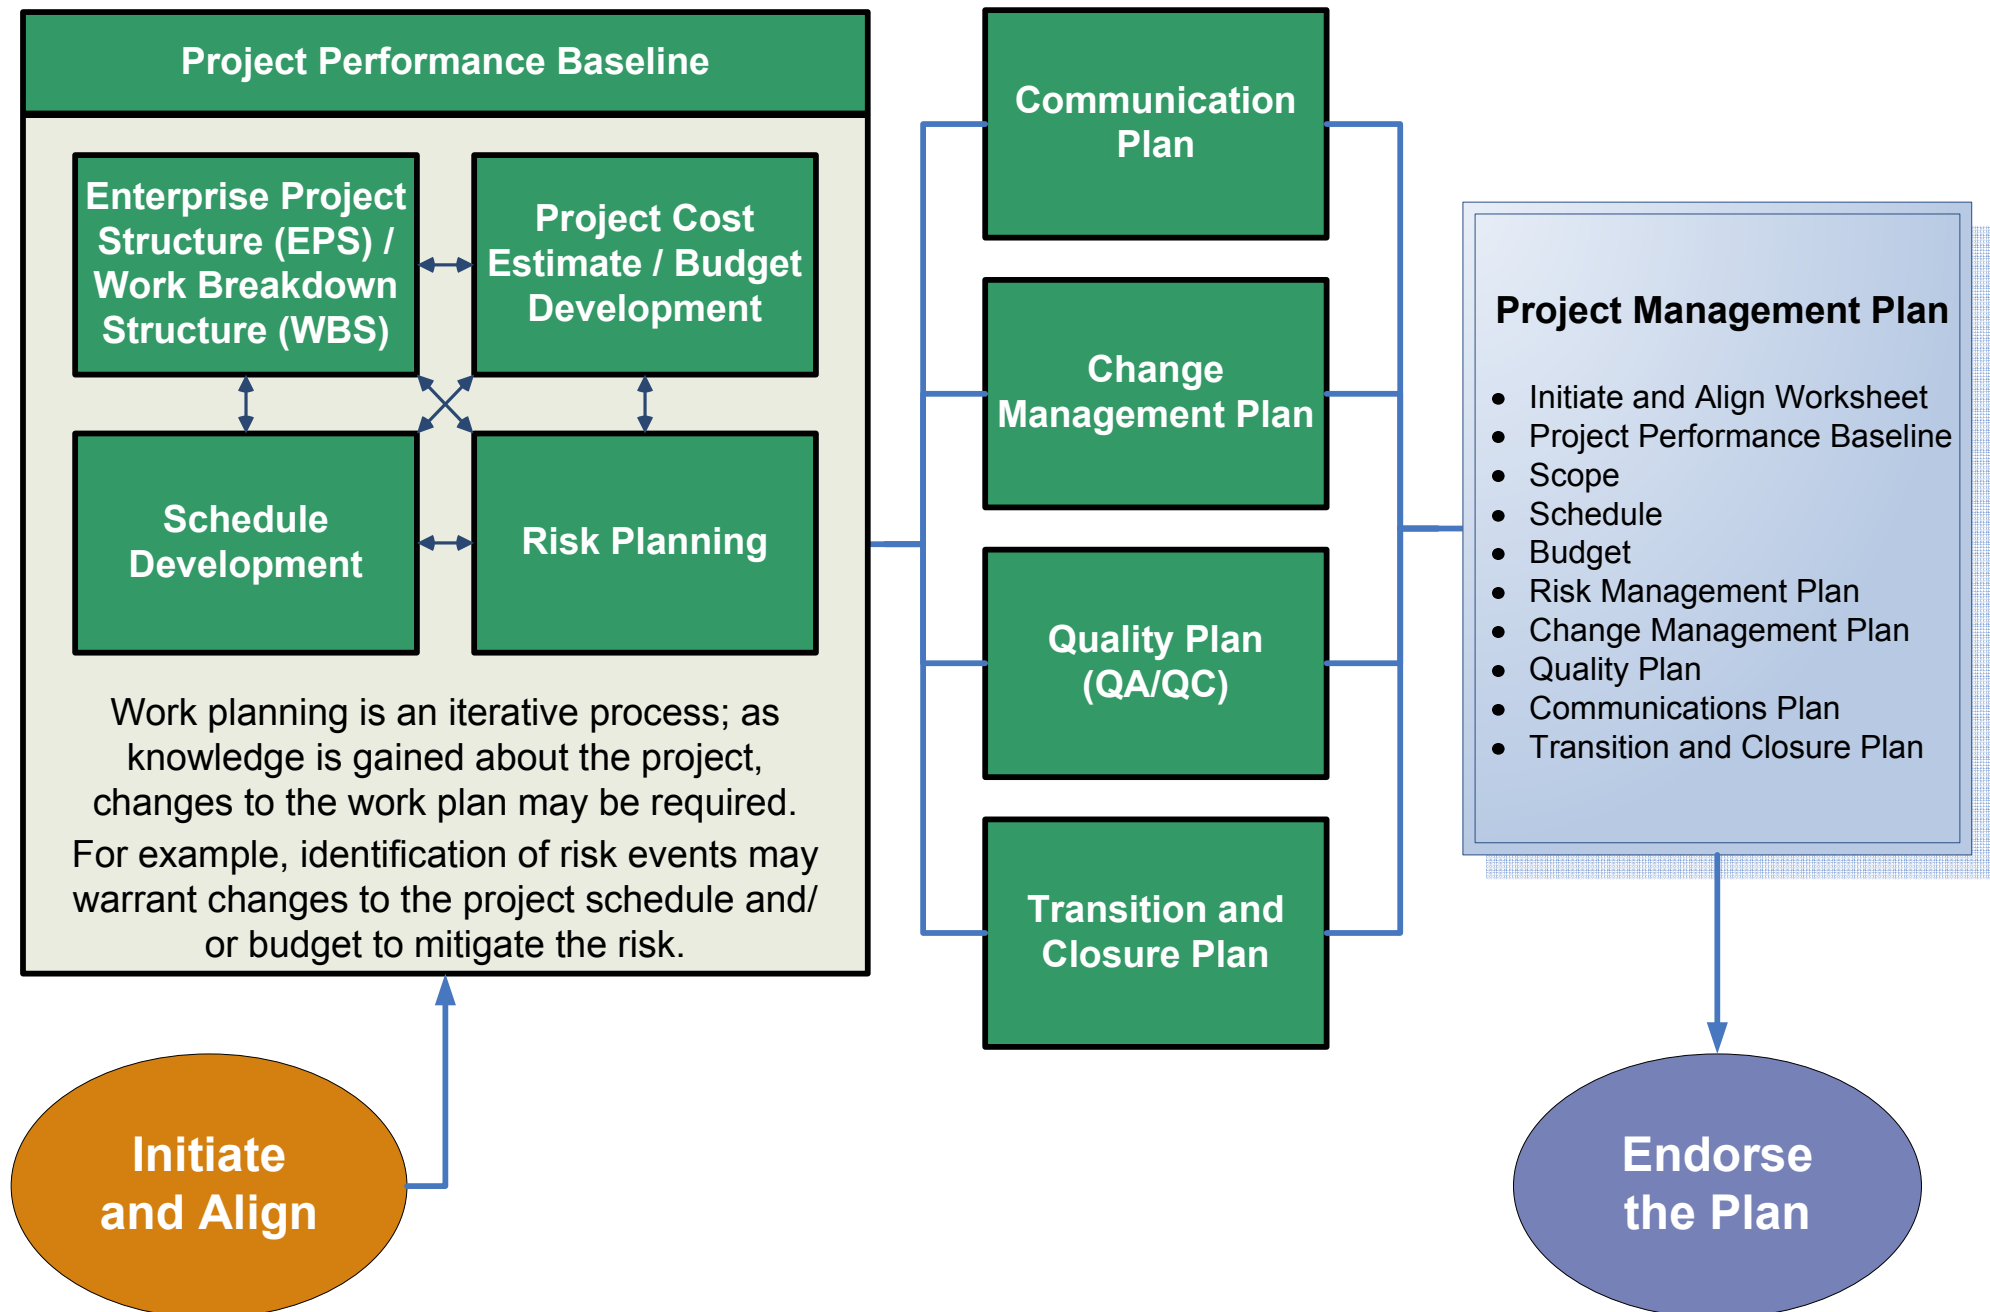 Project Performance Baseline
Enterprise Project
Structure (EPS) /
Work Breakdown
Structure (WBS)
Project Cost
Estimate / Budget
Development
Schedule
Development
Risk Planning
Work planning is an iterative process; as
knowledge is gained about the project,
changes to the work plan may be required.
For example, identification of risk events may
warrant changes to the project schedule and/
or budget to mitigate the risk.
Initiate
and Align
Communication
Plan
Change
Management Plan
Quality Plan
(QA/QC)
Transition and
Closure Plan
Project Management Plan
• Initiate and Align Worksheet
• Project Performance Baseline
• Scope
• Schedule
• Budget
• Risk Management Plan
• Change Management Plan
• Quality Plan
• Communications Plan
• Transition and Closure Plan
Endorse
the Plan